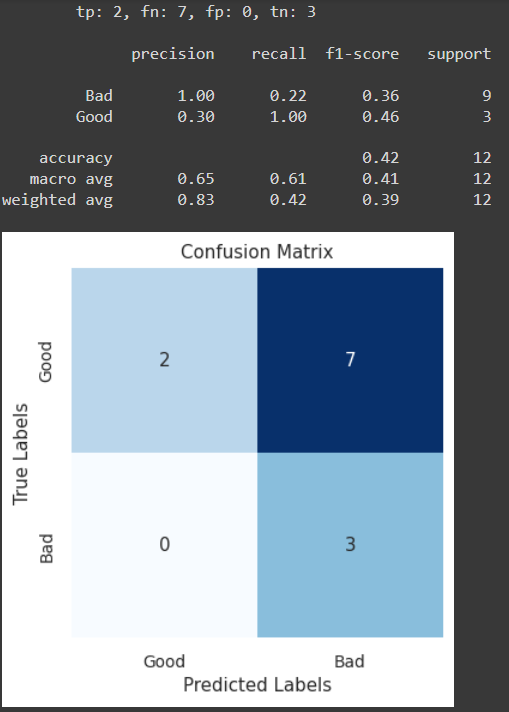 tp: 2, fn: 7, fp: 0, tn: 3
precision recall f1-score support
Bad 1.00 0.22 0.36 9
Good 0.30 1.00 0.46 3
accuracy 0.42 12
macro avg 0.65 0.61 0.41 12
weighted avg 0.83 0.42 0.39 12
Confusion Matrix
True Labels
Good
2 7
Bad
0 3
Good Bad
Predicted Labels